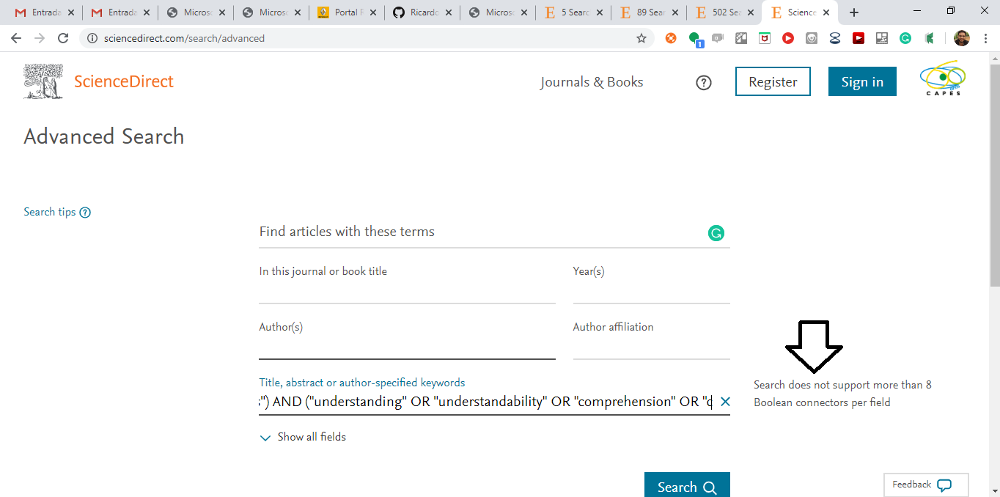 Entrada Entrada Microso Microso Portal P Ricardo Microso 5 Searc 89 Sear 502 Sea Science
sciencedirect.com/search/advanced
1
ScienceDirect
Journals & Books
Register
Sign in
CAPES
Advanced Search
Search tips
Find articles with these terms
In this journal or book title
Year(s)
Author(s)
Author affiliation
Title, abstract or author-specified keywords
s") AND ("understanding" OR "understandability" OR "comprehension" OR "c
Search does not support more than 8
Boolean connectors per field
Show all fields
Search
Feedback